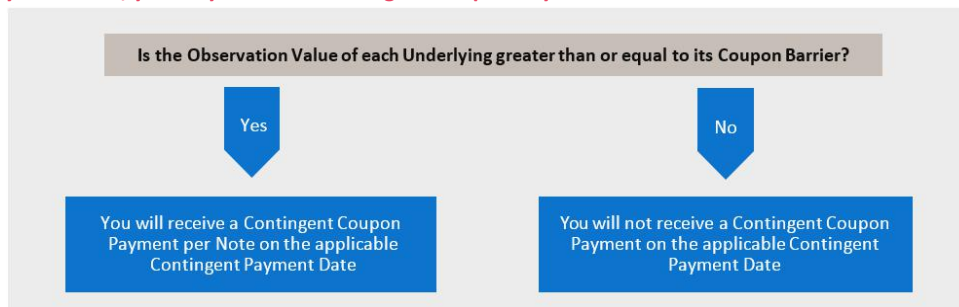 Is the Observation Value of each Underlying greater than or equal to its Coupon Barrier?
Yes
No
You will receive a Contingent Coupon
Payment per Note on the applicable
Contingent Payment Date
You will not receive a Contingent Coupon
Payment on the applicable Contingent
Payment Date